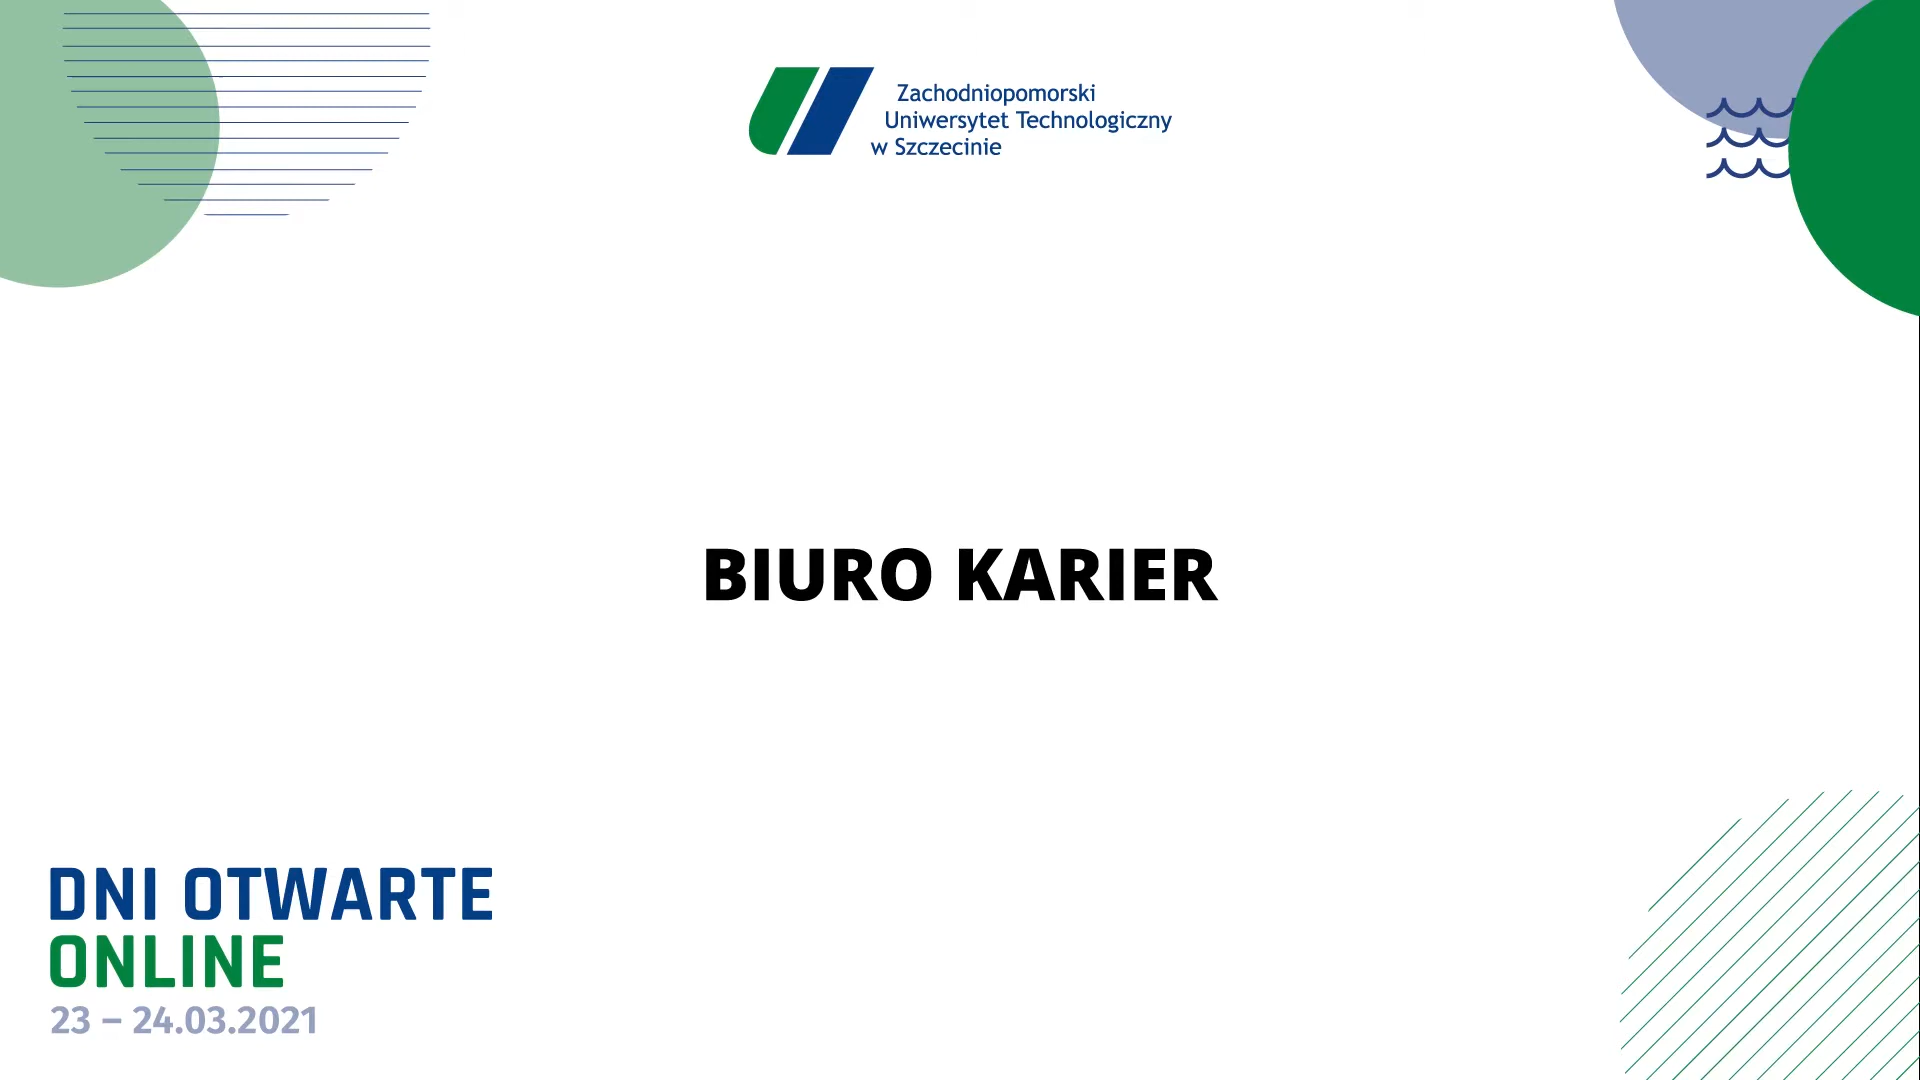 Zachodniopomorski
Uniwersytet Technologiczny
w Szczecinie
BIURO KARIER
DNI OTWARTE
ONLINE
23 – 24.03.2021